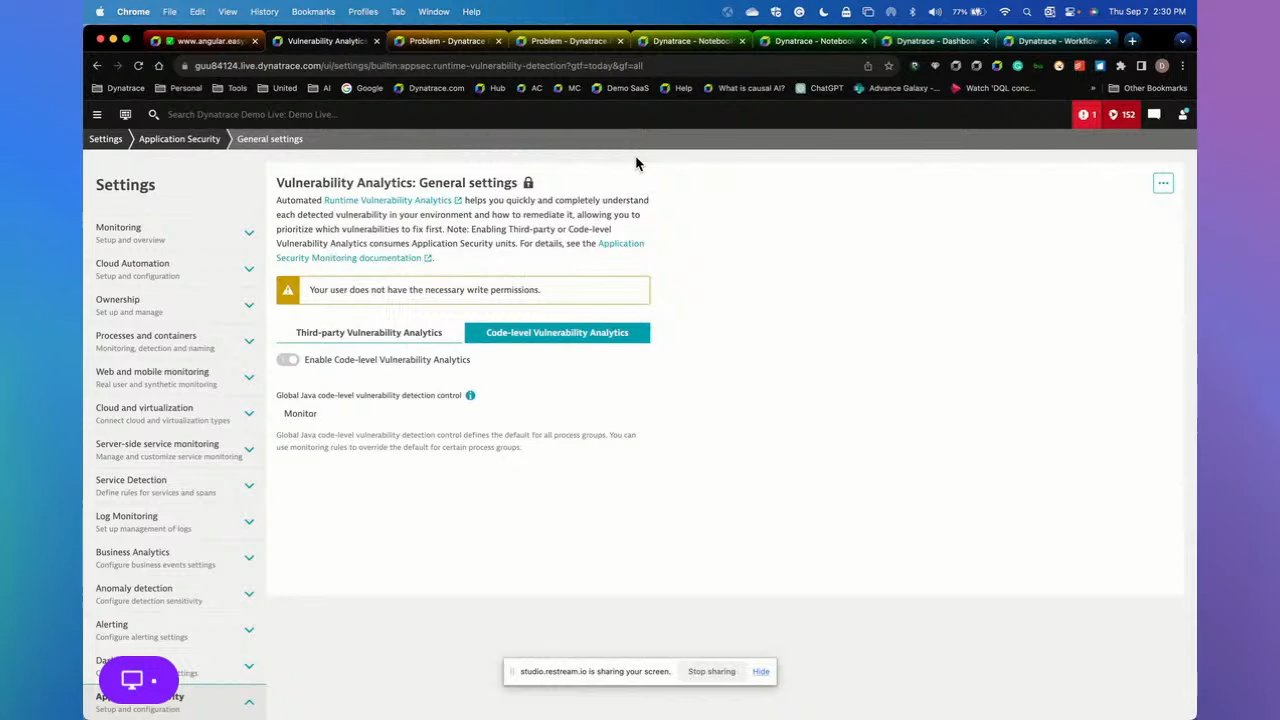 Chrome File Edit View History Bookmarks Profiles Tab Window Help 77% Thu Sep 7 2:30 PM
www.angular.easy Vulnerability Analytics Problem - Dynatrace Problem - Dynatrace Dynatrace - Notebook Dynatrace - Notebook Dynatrace - Dashboa Dynatrace - Workflow
guu84124.live.dynatrace.com/ui/settings/builtin:appsec.runtime-vulnerability-detection?gtf=today&gf=all
Dynatrace Personal Tools United AI Google Dynatrace.com Hub AC MC Demo SaaS Help What is causal AI? ChatGPT Advance Galaxy -... Watch 'DQL conc... » Other Bookmarks
Search Dynatrace Demo Live: Demo Live... 1 152
Settings Application Security General settings
Settings
Monitoring
Setup and overview
Cloud Automation
Setup and configuration
Ownership
Set up and manage
Processes and containers
Monitoring, detection and naming
Web and mobile monitoring
Real user and synthetic monitoring
Cloud and virtualization
Connect cloud and virtualization types
Server-side service monitoring
Manage and customize service monitoring
Service Detection
Define rules for services and spans
Log Monitoring
Set up management of logs
Business Analytics
Configure business events settings
Anomaly detection
Configure detection sensitivity
Alerting
Configure alerting settings
Setup and configuration
Vulnerability Analytics: General settings
Automated Runtime Vulnerability Analytics helps you quickly and completely understand
each detected vulnerability in your environment and how to remediate it, allowing you to
prioritize which vulnerabilities to fix first. Note: Enabling Third-party or Code-level
Vulnerability Analytics consumes Application Security units. For details, see the Application
Security Monitoring documentation.
Your user does not have the necessary write permissions.
Third-party Vulnerability Analytics Code-level Vulnerability Analytics
Enable Code-level Vulnerability Analytics
Global Java code-level vulnerability detection control
Monitor
Global Java code-level vulnerability detection control defines the default for all process groups. You can
use monitoring rules to override the default for certain process groups.
studio.restream.io is sharing your screen. Stop sharing Hide